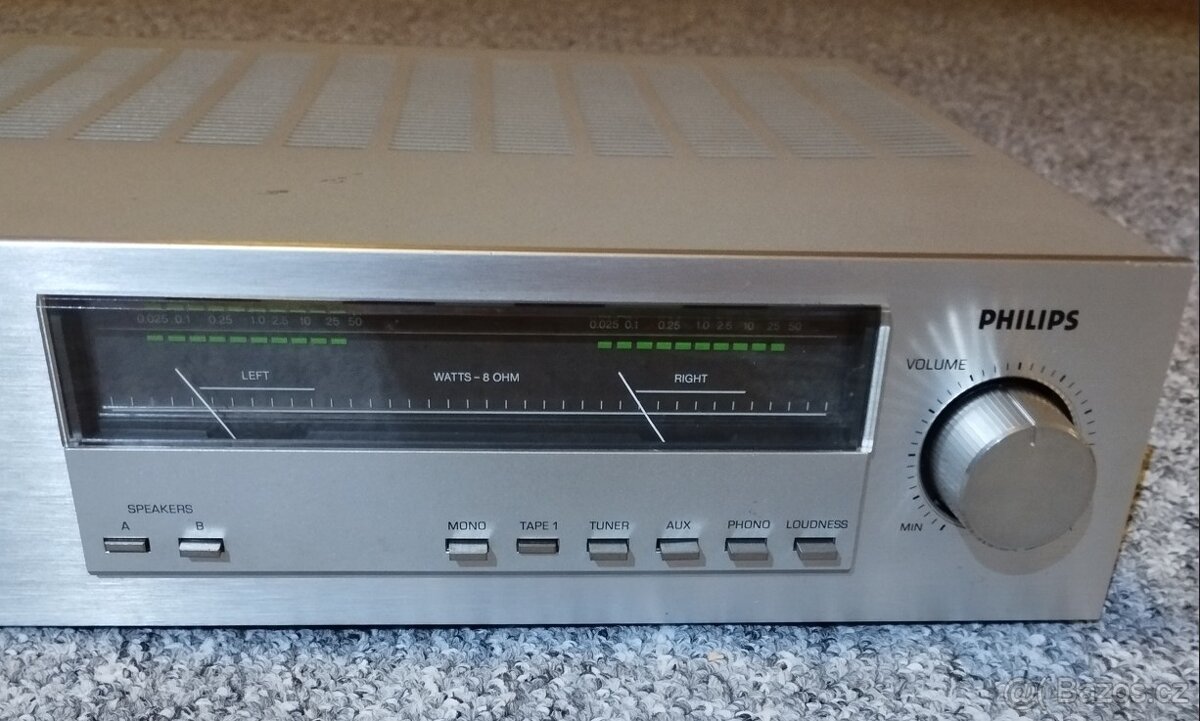 0.025 0.1 0.25 1.0 2.5 10 25 50
0.025 0.1 0.25 1.0 2.5 10 25 50
LEFT
WATTS - 8 OHM
RIGHT
PHILIPS
VOLUME
MIN
SPEAKERS
A B
MONO TAPE 1 TUNER AUX PHONO LOUDNESS
Bazos.cz